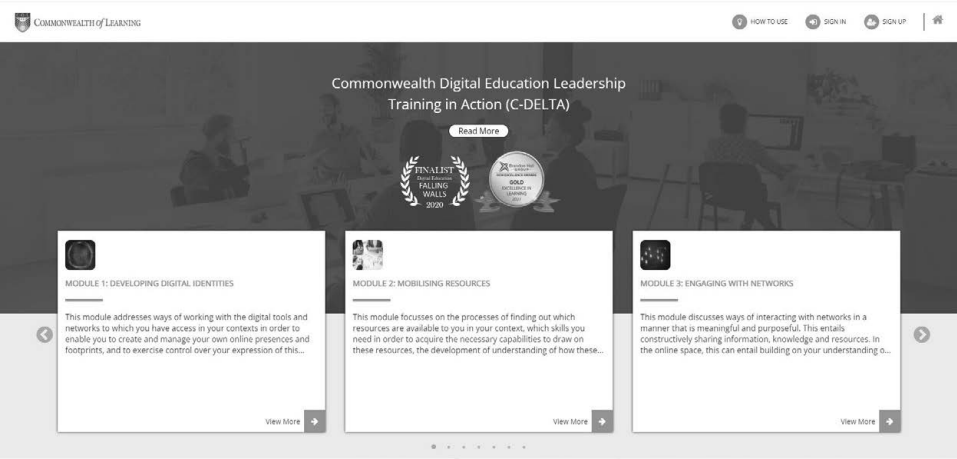 COMMONWEALTH of LEARNING
HOW TO USE
SIGN IN
SIGN UP
Commonwealth Digital Education Leadership
Training in Action (C-DELTA)
Read More
FINALIST
Digital Education
FALLING
WALLS
2020
Brandon Hall
GROUP
GOLD
EXCELLENCE IN
LEARNING
MODULE 1: DEVELOPING DIGITAL IDENTITIES
This module addresses ways of working with the digital tools and
networks to which you have access in your contexts in order to
enable you to create and manage your own online presences and
footprints, and to exercise control over your expression of this...
View More
MODULE 2: MOBILISING RESOURCES
This module focusses on the processes of finding out which
resources are available to you in your context, which skills you
need in order to acquire the necessary capabilities to draw on
these resources, the development of understanding of how these...
View More
MODULE 3: ENGAGING WITH NETWORKS
This module discusses ways of interacting with networks in a
manner that is meaningful and purposeful. This entails
constructively sharing information, knowledge and resources. In
the online space, this can entail building on your understanding o...
View More